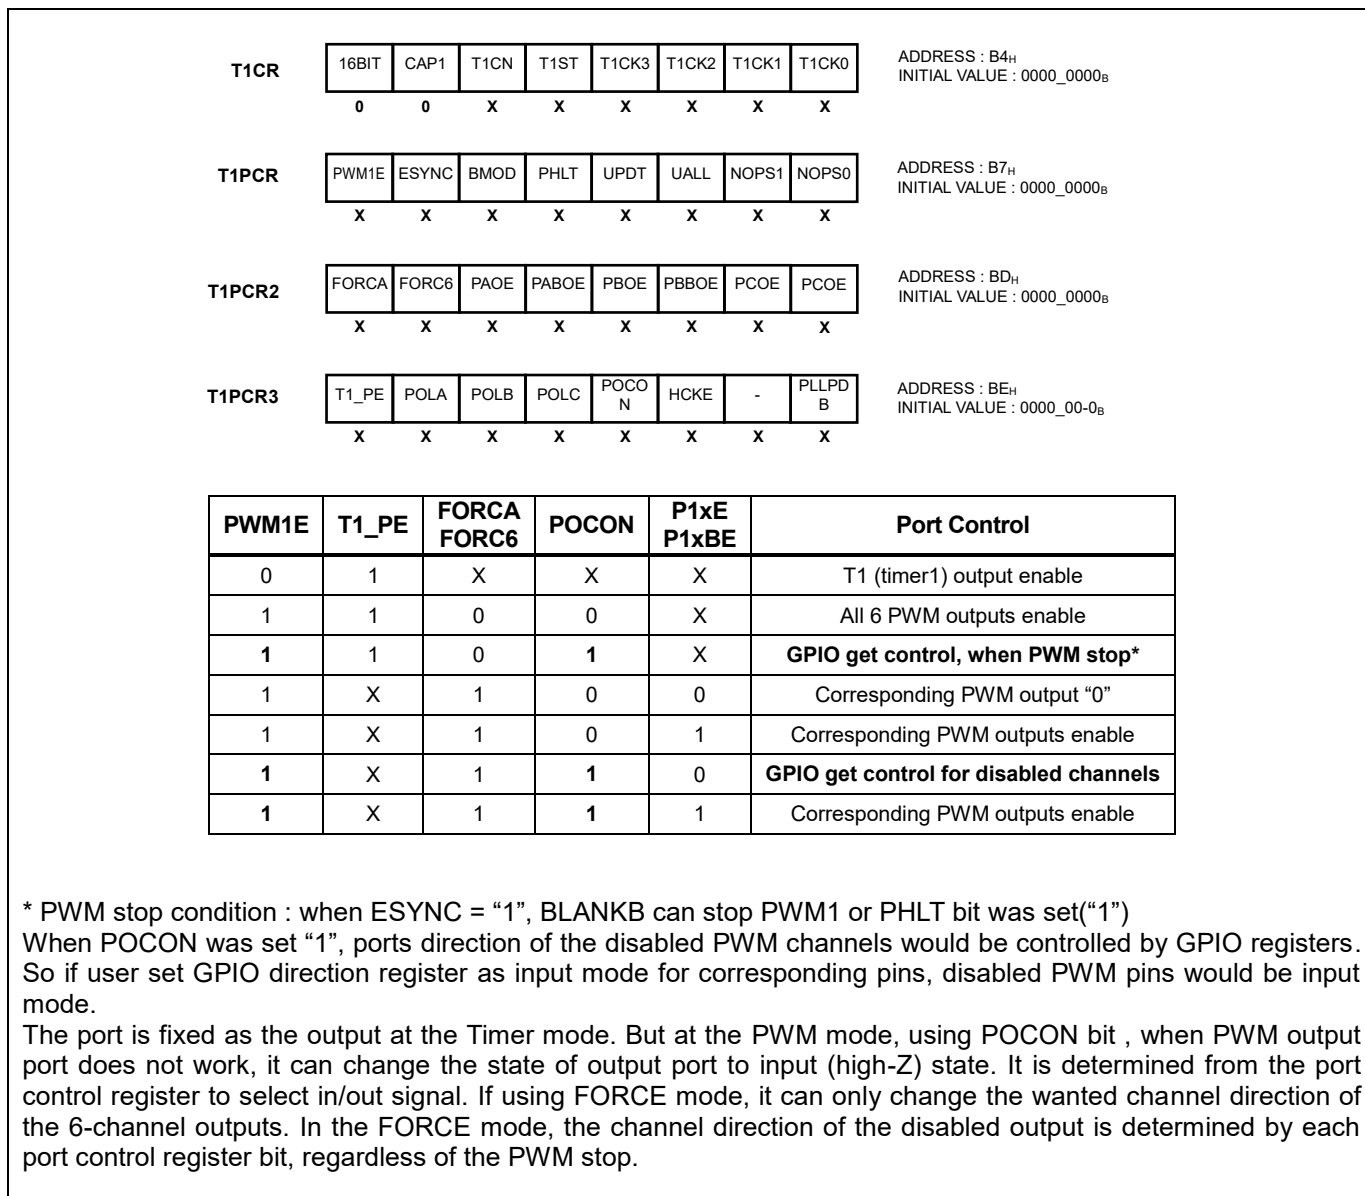 T1CR 16BIT CAP1 T1CN T1ST T1CK3 T1CK2 T1CK1 T1CK0 ADDRESS : B4H
INITIAL VALUE : 0000_0000B
0 0 X X X X X X
T1PCR PWM1E ESYNC BMOD PHLT UPDT UALL NOPS1 NOPS0 ADDRESS : B7H
INITIAL VALUE : 0000_0000B
X X X X X X X X
T1PCR2 FORCA FORC6 PAOE PABOE PBOE PBBOE PCOE PCOE ADDRESS : BDH
INITIAL VALUE : 0000_0000B
X X X X X X X X
T1PCR3 T1_PE POLA POLB POLC POCO
N HCKE - PLLPD
B ADDRESS : BEH
INITIAL VALUE : 0000_00-0B
X X X X X X X X
PWM1E T1_PE FORCA
FORC6 POCON P1xE
P1xBE Port Control
0 1 X X X T1 (timer1) output enable
1 1 0 0 X All 6 PWM outputs enable
1 1 0 1 X GPIO get control, when PWM stop*
1 X 1 0 0 Corresponding PWM output “0”
1 X 1 0 1 Corresponding PWM outputs enable
1 X 1 1 0 GPIO get control for disabled channels
1 X 1 1 1 Corresponding PWM outputs enable
* PWM stop condition : when ESYNC = “1”, BLANKB can stop PWM1 or PHLT bit was set(“1”)
When POCON was set “1”, ports direction of the disabled PWM channels would be controlled by GPIO registers.
So if user set GPIO direction register as input mode for corresponding pins, disabled PWM pins would be input
mode.
The port is fixed as the output at the Timer mode. But at the PWM mode, using POCON bit , when PWM output
port does not work, it can change the state of output port to input (high-Z) state. It is determined from the port
control register to select in/out signal. If using FORCE mode, it can only change the wanted channel direction of
the 6-channel outputs. In the FORCE mode, the channel direction of the disabled output is determined by each
port control register bit, regardless of the PWM stop.